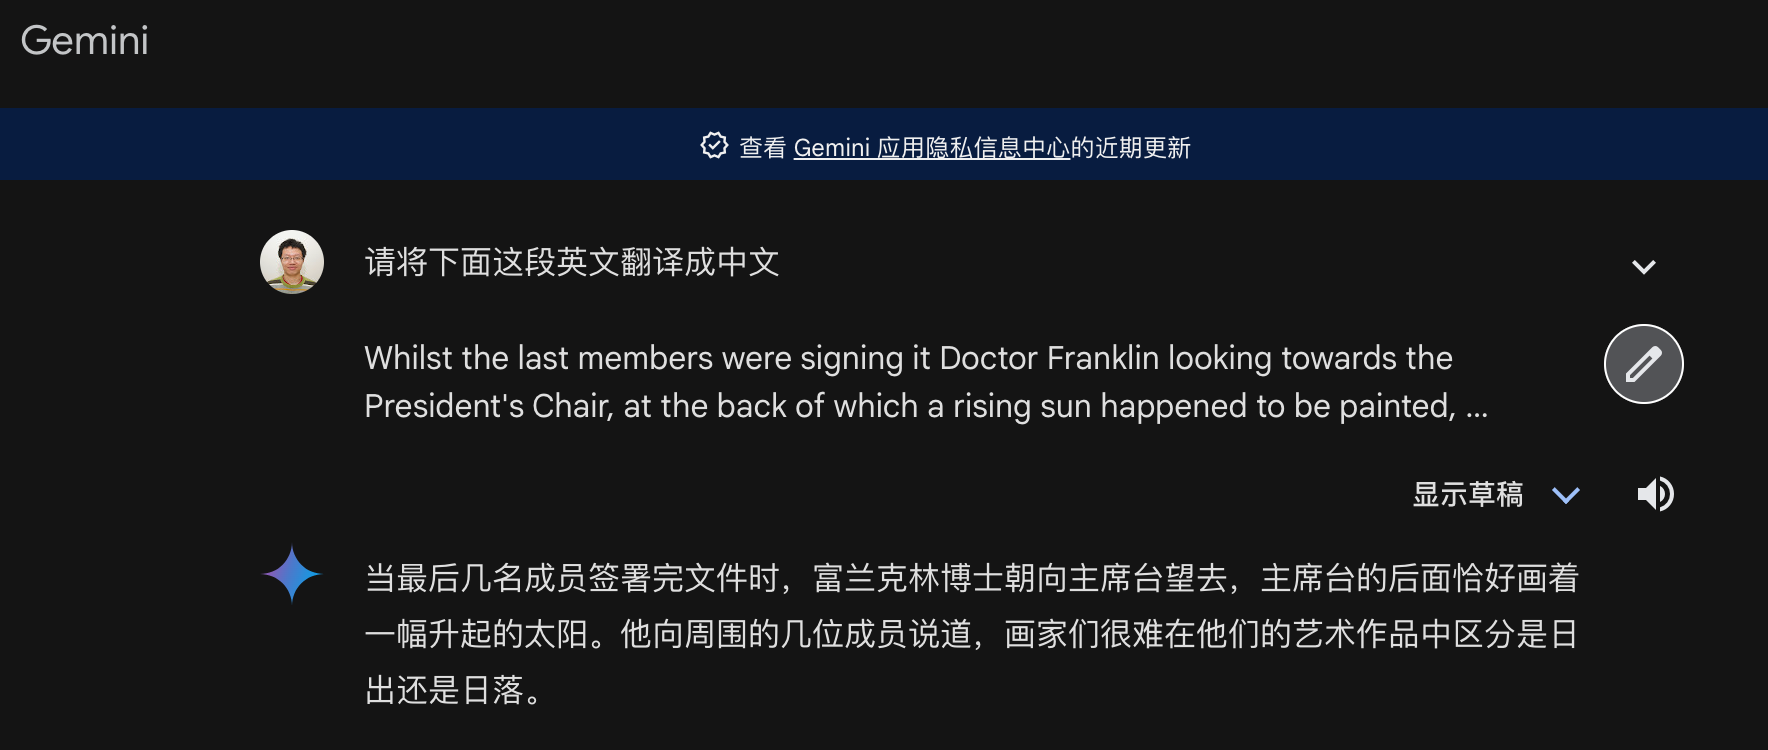 Gemini
查看 Gemini 应用隐私信息中心的近期更新
请将下面这段英文翻译成中文
Whilst the last members were signing it Doctor Franklin looking towards the
President's Chair, at the back of which a rising sun happened to be painted, ...
显示草稿
当最后几名成员签署完文件时，富兰克林博士朝向主席台望去，主席台的后面恰好画着
一幅升起的太阳。他向周围的几位成员说道，画家们很难在他们的艺术作品中区分是日
出还是日落。